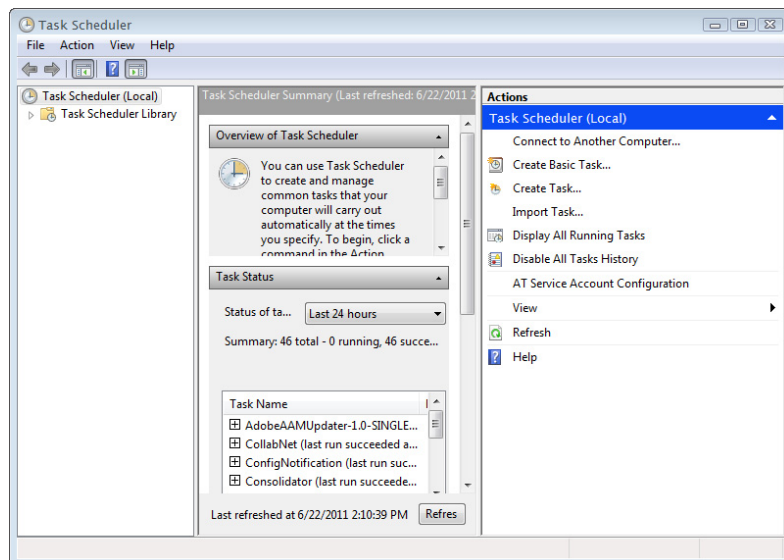 Task Scheduler
File Action View Help
Task Scheduler (Local)
Task Scheduler Library
Task Scheduler Summary (Last refreshed: 6/22/2011 2
Overview of Task Scheduler
You can use Task Scheduler
to create and manage
common tasks that your
computer will carry out
automatically at the times
you specify. To begin, click a
command in the Action
Task Status
Status of ta... Last 24 hours
Summary: 46 total - 0 running, 46 succe...
Task Name
AdobeAAMUpdater-1.0-SINGLE...
CollabNet (last run succeeded a...
ConfigNotification (last run suc...
Consolidator (last run succeede...
Last refreshed at 6/22/2011 2:10:39 PM Refres
Actions
Task Scheduler (Local)
Connect to Another Computer...
Create Basic Task...
Create Task...
Import Task...
Display All Running Tasks
Disable All Tasks History
AT Service Account Configuration
View
Refresh
Help